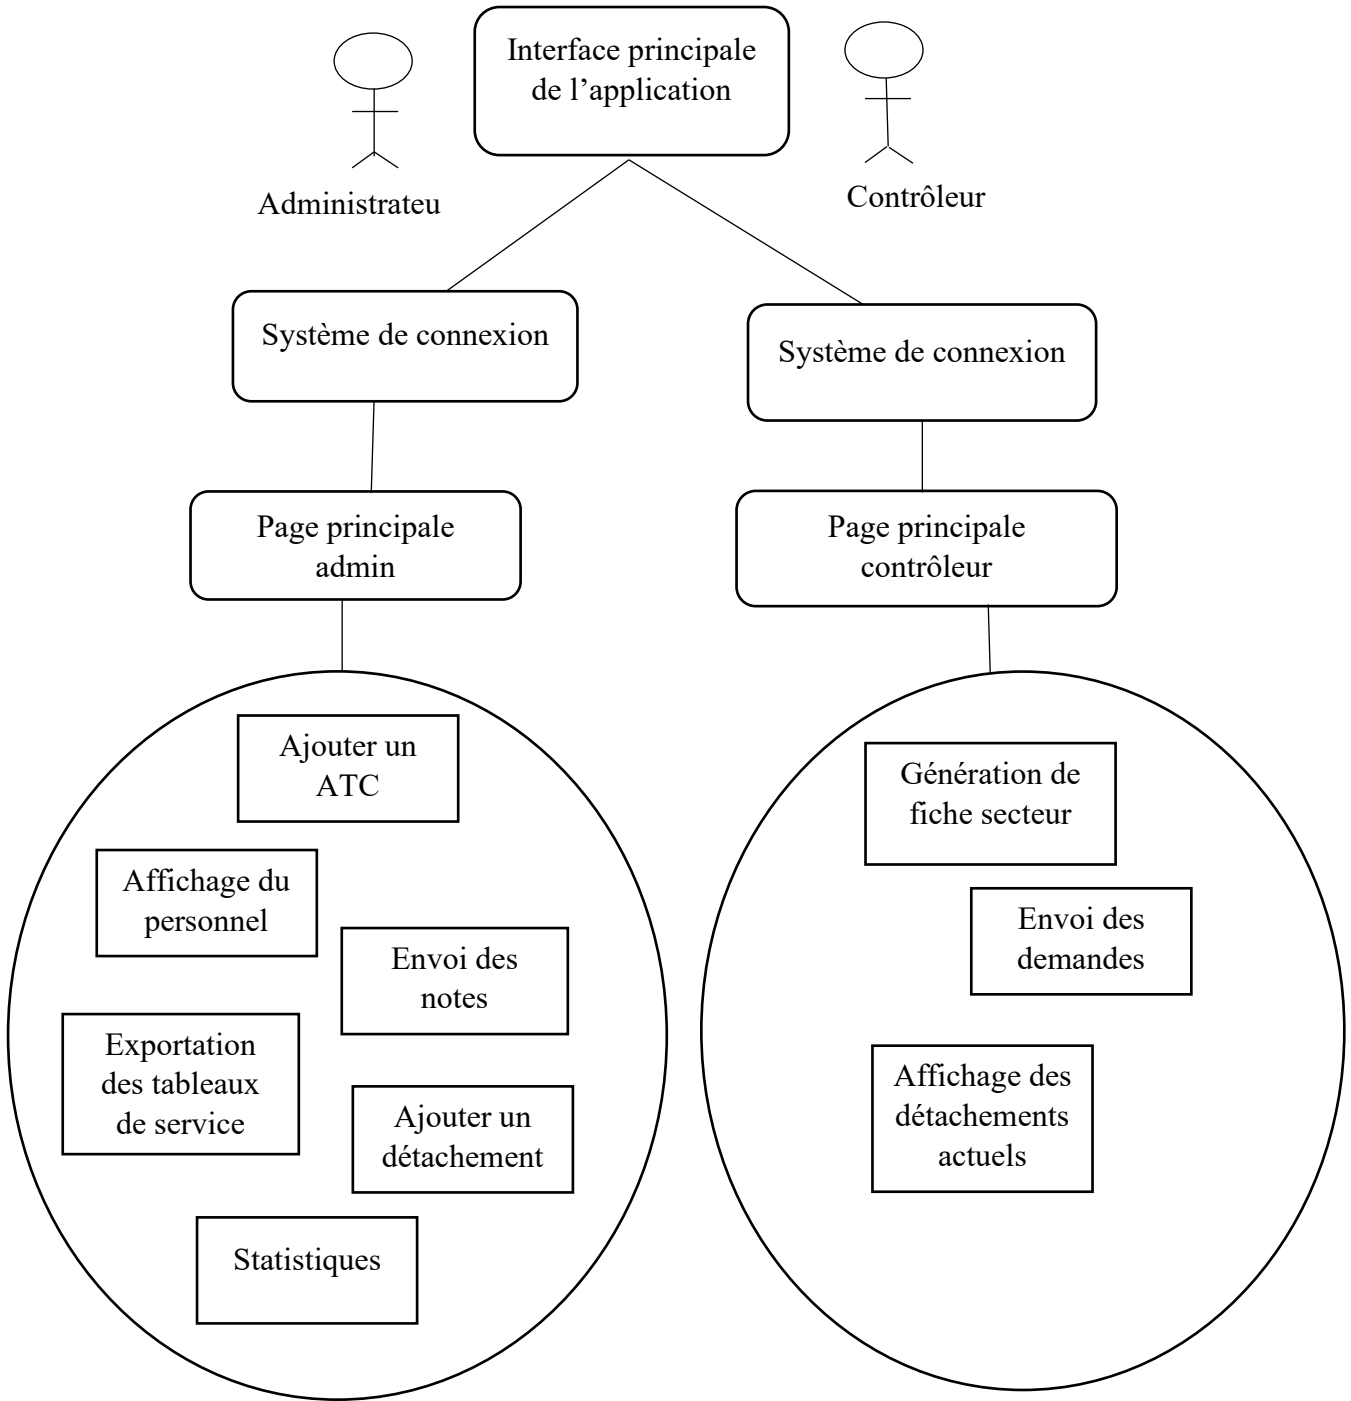 Interface principale
de l’application
Administrateu
Contrôleur
Système de connexion
Système de connexion
Page principale
admin
Page principale
contrôleur
Ajouter un
ATC
Affichage du
personnel
Envoi des
notes
Exportation
des tableaux
de service
Ajouter un
détachement
Statistiques
Génération de
fiche secteur
Envoi des
demandes
Affichage des
détachements
actuels